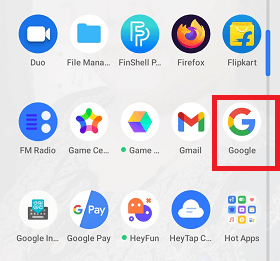 Duo File Mana... FinShell P... Firefox Flipkart
FM Radio Game Ce... Game ... Gmail Google
G Pay
Google In... Google Pay HeyFun HeyTap C... Hot Apps